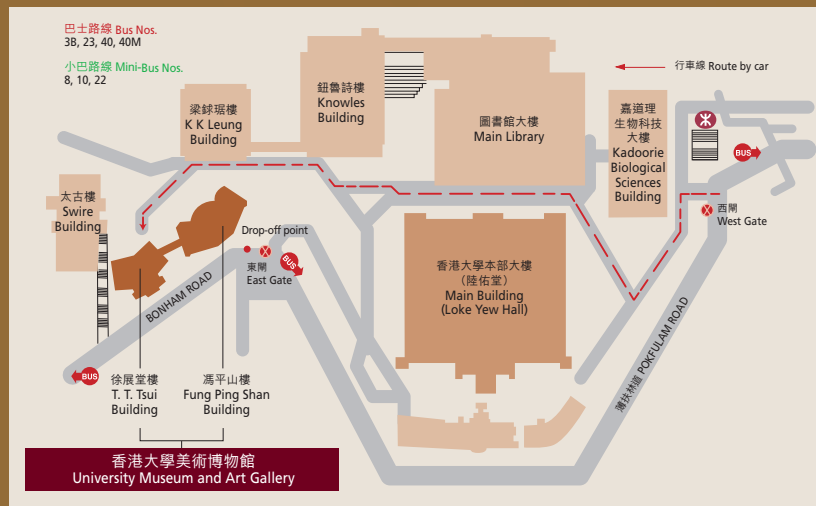 巴士路線 Bus Nos.
3B, 23, 40, 40M
小巴路線 Mini-Bus Nos.
8, 10, 22
行車線 Route by car
梁銶琚樓
K K Leung
Building
鈕魯詩樓
Knowles
Building
圖書館大樓
Main Library
嘉道理
生物科技
大樓
Kadoorie
Biological
Sciences
Building
BUS
太古樓
Swire
Building
西閘
West Gate
Drop-off point
東閘
East Gate
BUS
香港大學本部大樓
(陸佑堂)
Main Building
(Loke Yew Hall)
BONHAM ROAD
薄扶林道 POKFULAM ROAD
BUS
徐展堂樓
T. T. Tsui
Building
馮平山樓
Fung Ping Shan
Building
香港大學美術博物館
University Museum and Art Gallery